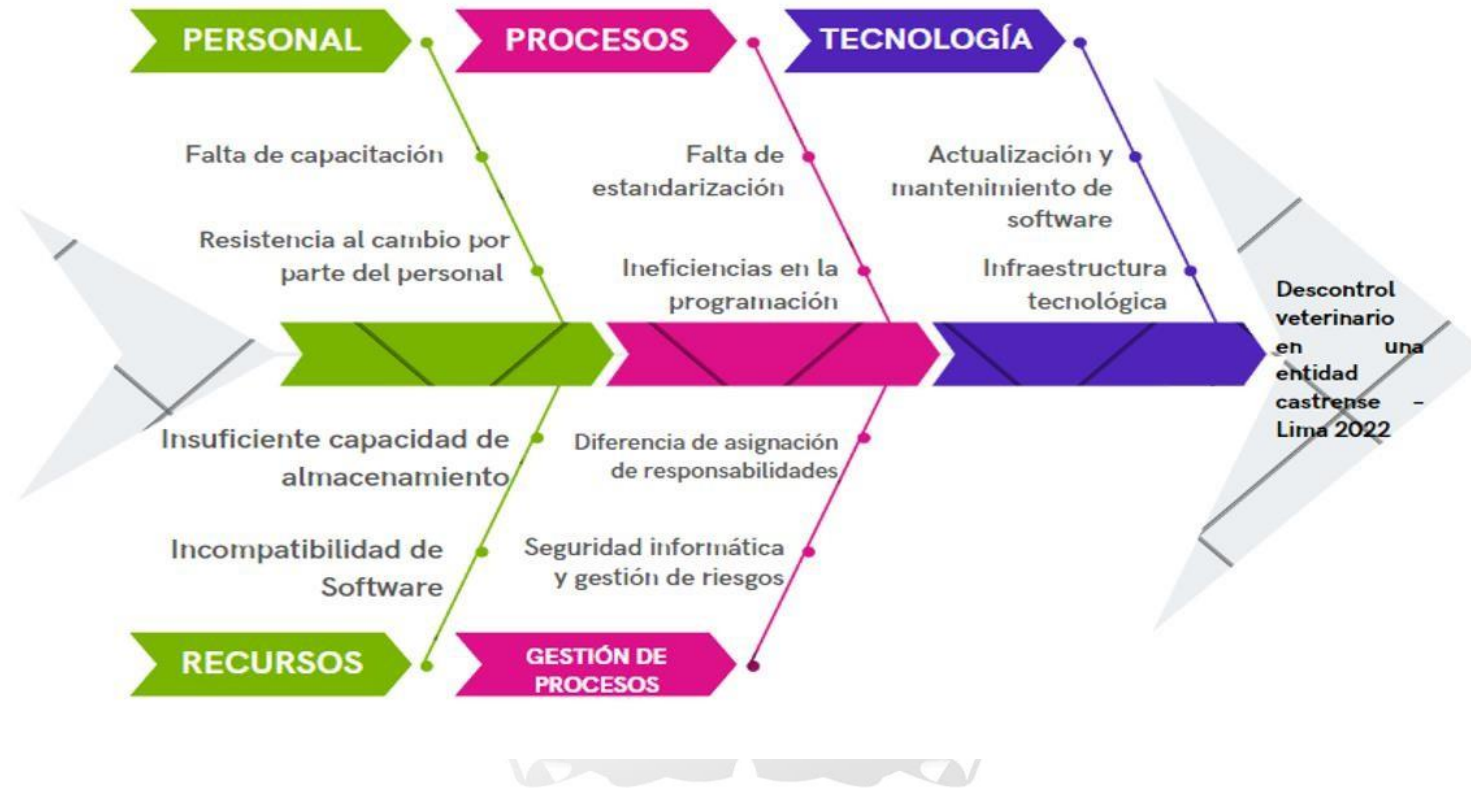 PERSONAL
PROCESOS
TECNOLOGÍA
Falta de capacitación
Resistencia al cambio por
parte del personal
Falta de
estandarización
Ineficiencias en la
programación
Actualización y
mantenimiento de
software
Infraestructura
tecnológica
Descontrol
veterinario
en una
entidad
castrense –
Lima 2022
Insuficiente capacidad de
almacenamiento
Incompatibilidad de
Software
Diferencia de asignación
de responsabilidades
Seguridad informática
y gestión de riesgos
RECURSOS
GESTIÓN DE
PROCESOS